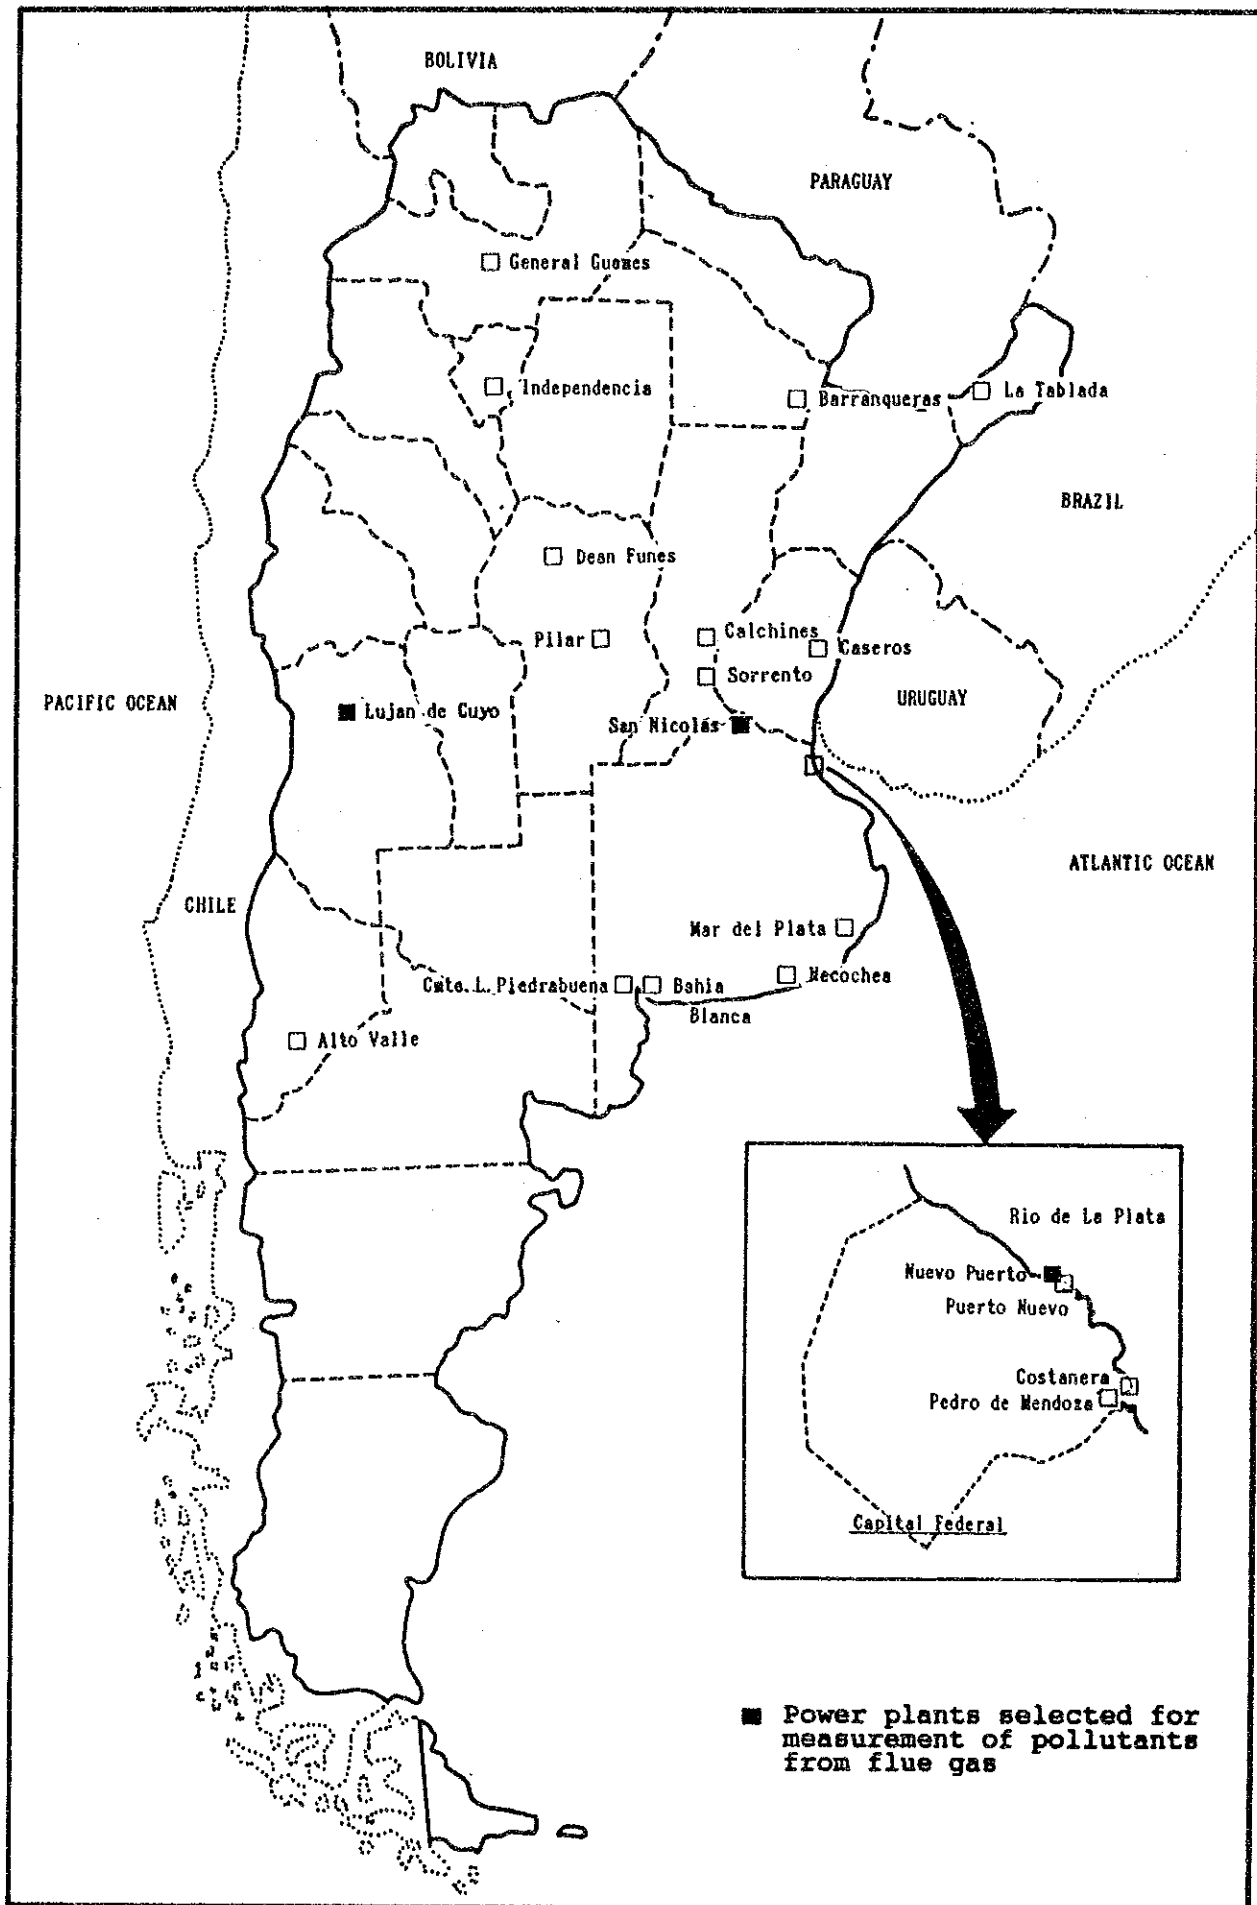 BOLIVIA
PARAGUAY
General Guemes
Independencia
Barranqueras
La Tablada
BRAZIL
Dean Funes
Calchines
Pilar
Caseros
Sorrento
PACIFIC OCEAN
URUGUAY
Lujan de Cuyo
San Nicolás
ATLANTIC OCEAN
CHILE
Mar del Plata
Necochea
Cmte. L. Piedrabuena
Bahia
Blanca
Alto Valle
Rio de La Plata
Nuevo Puerto
Puerto Nuevo
Costanera
Pedro de Mendoza
Capital Federal
Power plants selected for
measurement of pollutants
from flue gas